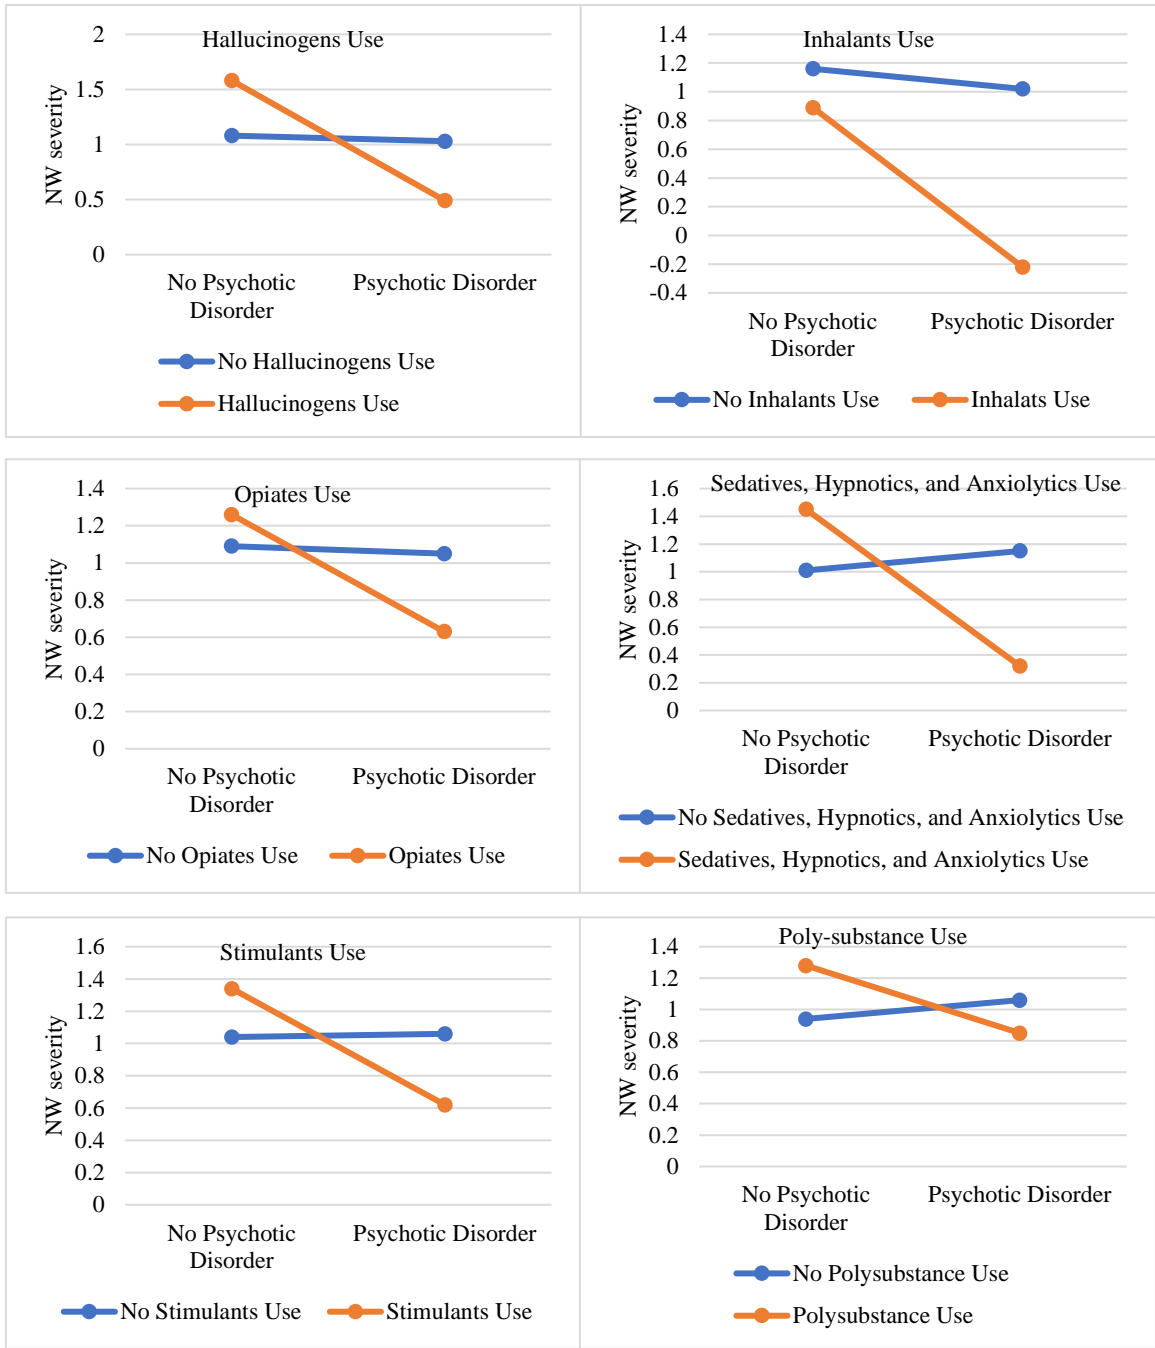 Hallucinogens Use
NW severity
2
1.5
1
0.5
0
No Psychotic
Disorder
Psychotic Disorder
No Hallucinogens Use
Hallucinogens Use
Inhalants Use
NW severity
1.4
1.2
1
0.8
0.6
0.4
0.2
0
-0.2
-0.4
No Psychotic
Disorder
Psychotic Disorder
No Inhalants Use
Inhalats Use
Opiates Use
NW severity
1.4
1.2
1
0.8
0.6
0.4
0.2
0
No Psychotic
Disorder
Psychotic Disorder
No Opiates Use
Opiates Use
Sedatives, Hypnotics, and Anxiolytics Use
NW severity
1.6
1.4
1.2
1
0.8
0.6
0.4
0.2
0
No Psychotic
Disorder
Psychotic Disorder
No Sedatives, Hypnotics, and Anxiolytics Use
Sedatives, Hypnotics, and Anxiolytics Use
Stimulants Use
NW severity
1.6
1.4
1.2
1
0.8
0.6
0.4
0.2
0
No Psychotic
Disorder
Psychotic Disorder
No Stimulants Use
Stimulants Use
Poly-substance Use
NW severity
1.4
1.2
1
0.8
0.6
0.4
0.2
0
No Psychotic
Disorder
Psychotic Disorder
No Polysubstance Use
Polysubstance Use